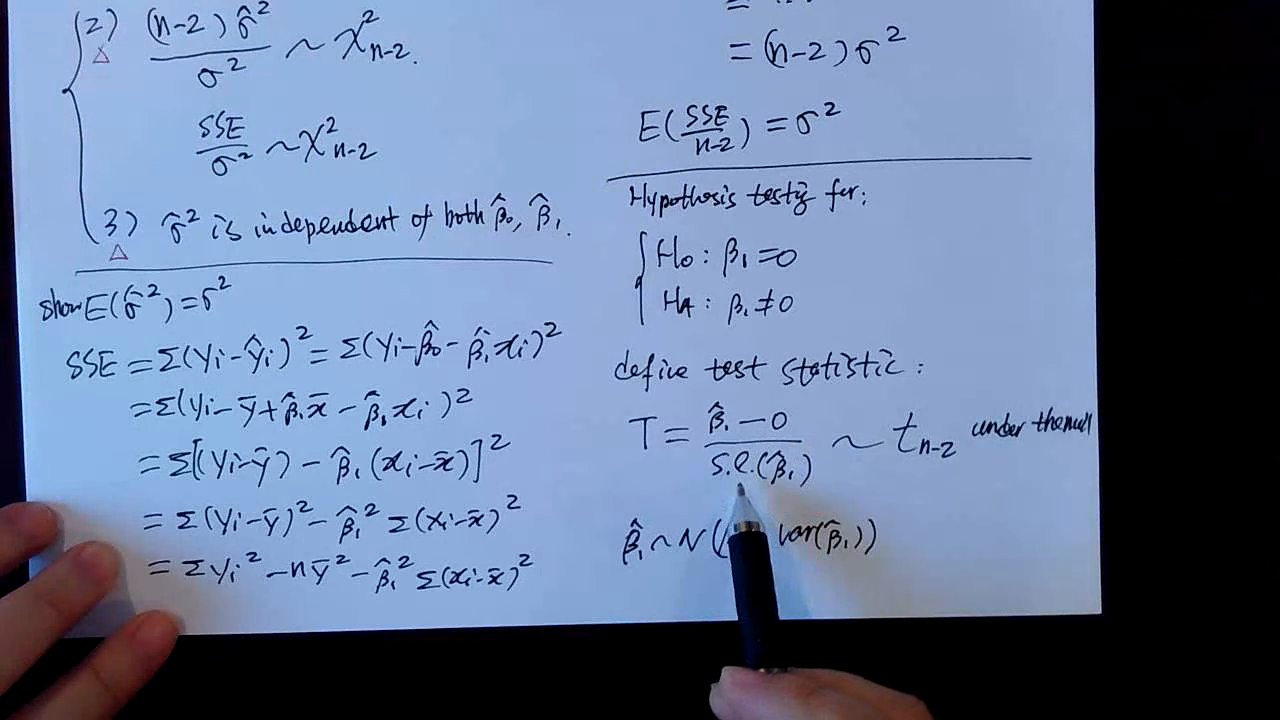 (2) (n-2)σ̂² / σ² ~ χ²ₙ₋₂.
SSE / σ² ~ χ²ₙ₋₂
(3) σ̂² is independent of both β̂₀, β̂₁.
show E(σ̂²) = σ²
SSE = Σ(yᵢ - ŷᵢ)² = Σ(yᵢ - β̂₀ - β̂₁xᵢ)²
= Σ(yᵢ - ȳ + β̂₁x̄ - β̂₁xᵢ)²
= Σ[(yᵢ - ȳ) - β̂₁(xᵢ - x̄)]²
= Σ(yᵢ - ȳ)² - β̂₁² Σ(xᵢ - x̄)²
= Σyᵢ² - nȳ² - β̂₁² Σ(xᵢ - x̄)²
= (n-2)σ²
E(SSE / n-2) = σ²
Hypothesis testig for:
H₀ : β₁ = 0
H_A : β₁ ≠ 0
define test statistic :
T = β̂₁ - 0 / s.e.(β̂₁) ~ tₙ₋₂ under the null
β̂₁ ~ N( Var(β̂₁))